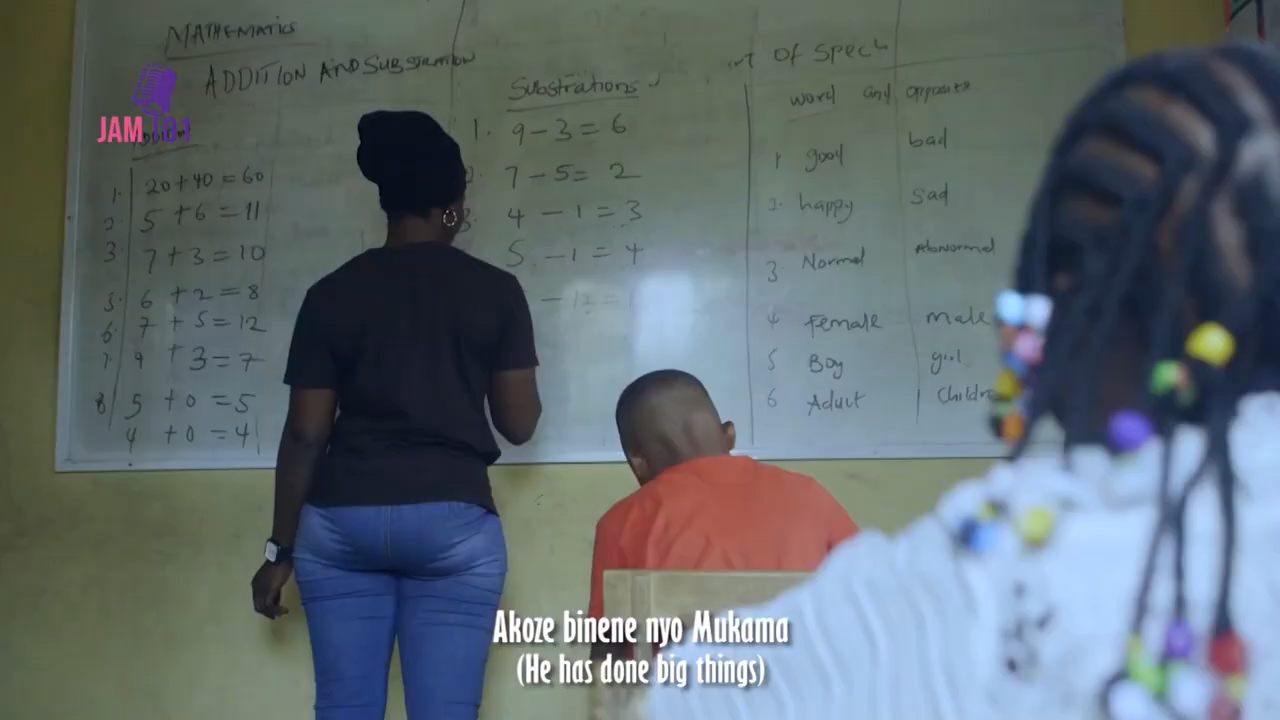 MATHEMATICS
ADDITION AND SUBSTRATION
JAM 101
1. 20+40=60
2. 5+6=11
3. 7+3=10
5. 6+2=8
6. 7+5=12
7. 4+3=7
8 5+0=5
4+0=4
Substrations
1. 9-3=6
2. 7-5=2
3. 4-1=3
5-1=4
Of Spech
word and opposite
1 good bad
2. happy Sad
3. Normal Abnormal
4 Female male
5 Boy girl
6 Adult
Akoze binene nyo Mukama
(He has done big things)